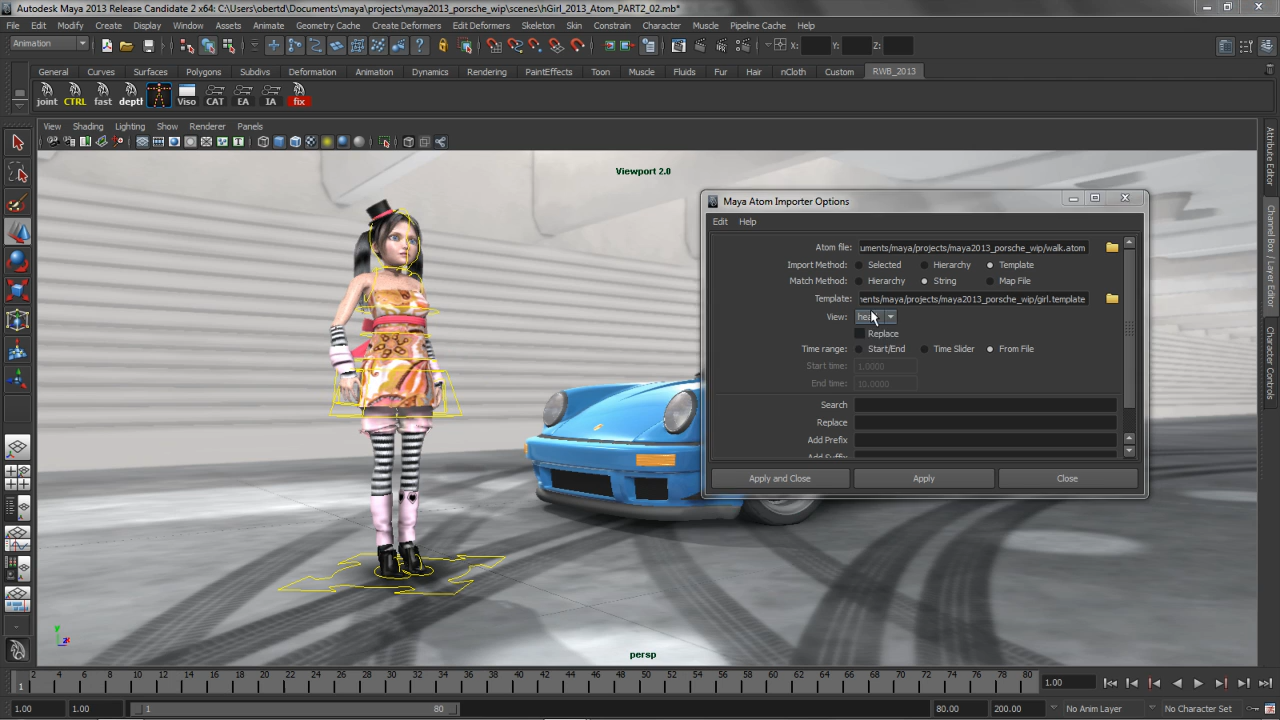 Autodesk Maya 2013 Release Candidate 2 x64: C:\Users\obertd\Documents\maya\projects\maya2013_porsche_wip\scenes\hGirl_2013_Atom_PART2_02.mb*
File Edit Modify Create Display Window Assets Animate Geometry Cache Create Deformers Edit Deformers Skeleton Skin Constrain Character Muscle Pipeline Cache Help
Animation X: Y: Z:
General Curves Surfaces Polygons Subdivs Deformation Animation Dynamics Rendering PaintEffects Toon Muscle Fluids Fur Hair nCloth Custom RWB_2013
joint CTRL fast deptl Viso CAT EA IA fix
View Shading Lighting Show Renderer Panels
Viewport 2.0
Maya Atom Importer Options
Edit Help
Atom file: uments/maya/projects/maya2013_porsche_wip/walk.atom
Import Method: Selected Hierarchy Template
Match Method: Hierarchy String Map File
Template: ents/maya/projects/maya2013_porsche_wip/girl.template
View:
Replace
Time range: Start/End Time Slider From File
Start time: 1.0000
End time: 10.0000
Search
Replace
Add Prefix
Add Suffix
Apply and Close Apply Close
Attribute Editor
Channel Box / Layer Editor
Character Controls
persp
2 4 6 8 10 12 14 16 18 20 22 24 26 28 30 32 34 36 38 40 42 44 46 48 50 52 54 56 58 60 62 64 66 68 70 72 74 76 78 80
1 1.00
1.00 1.00 1 80 80.00 200.00 No Anim Layer No Character Set